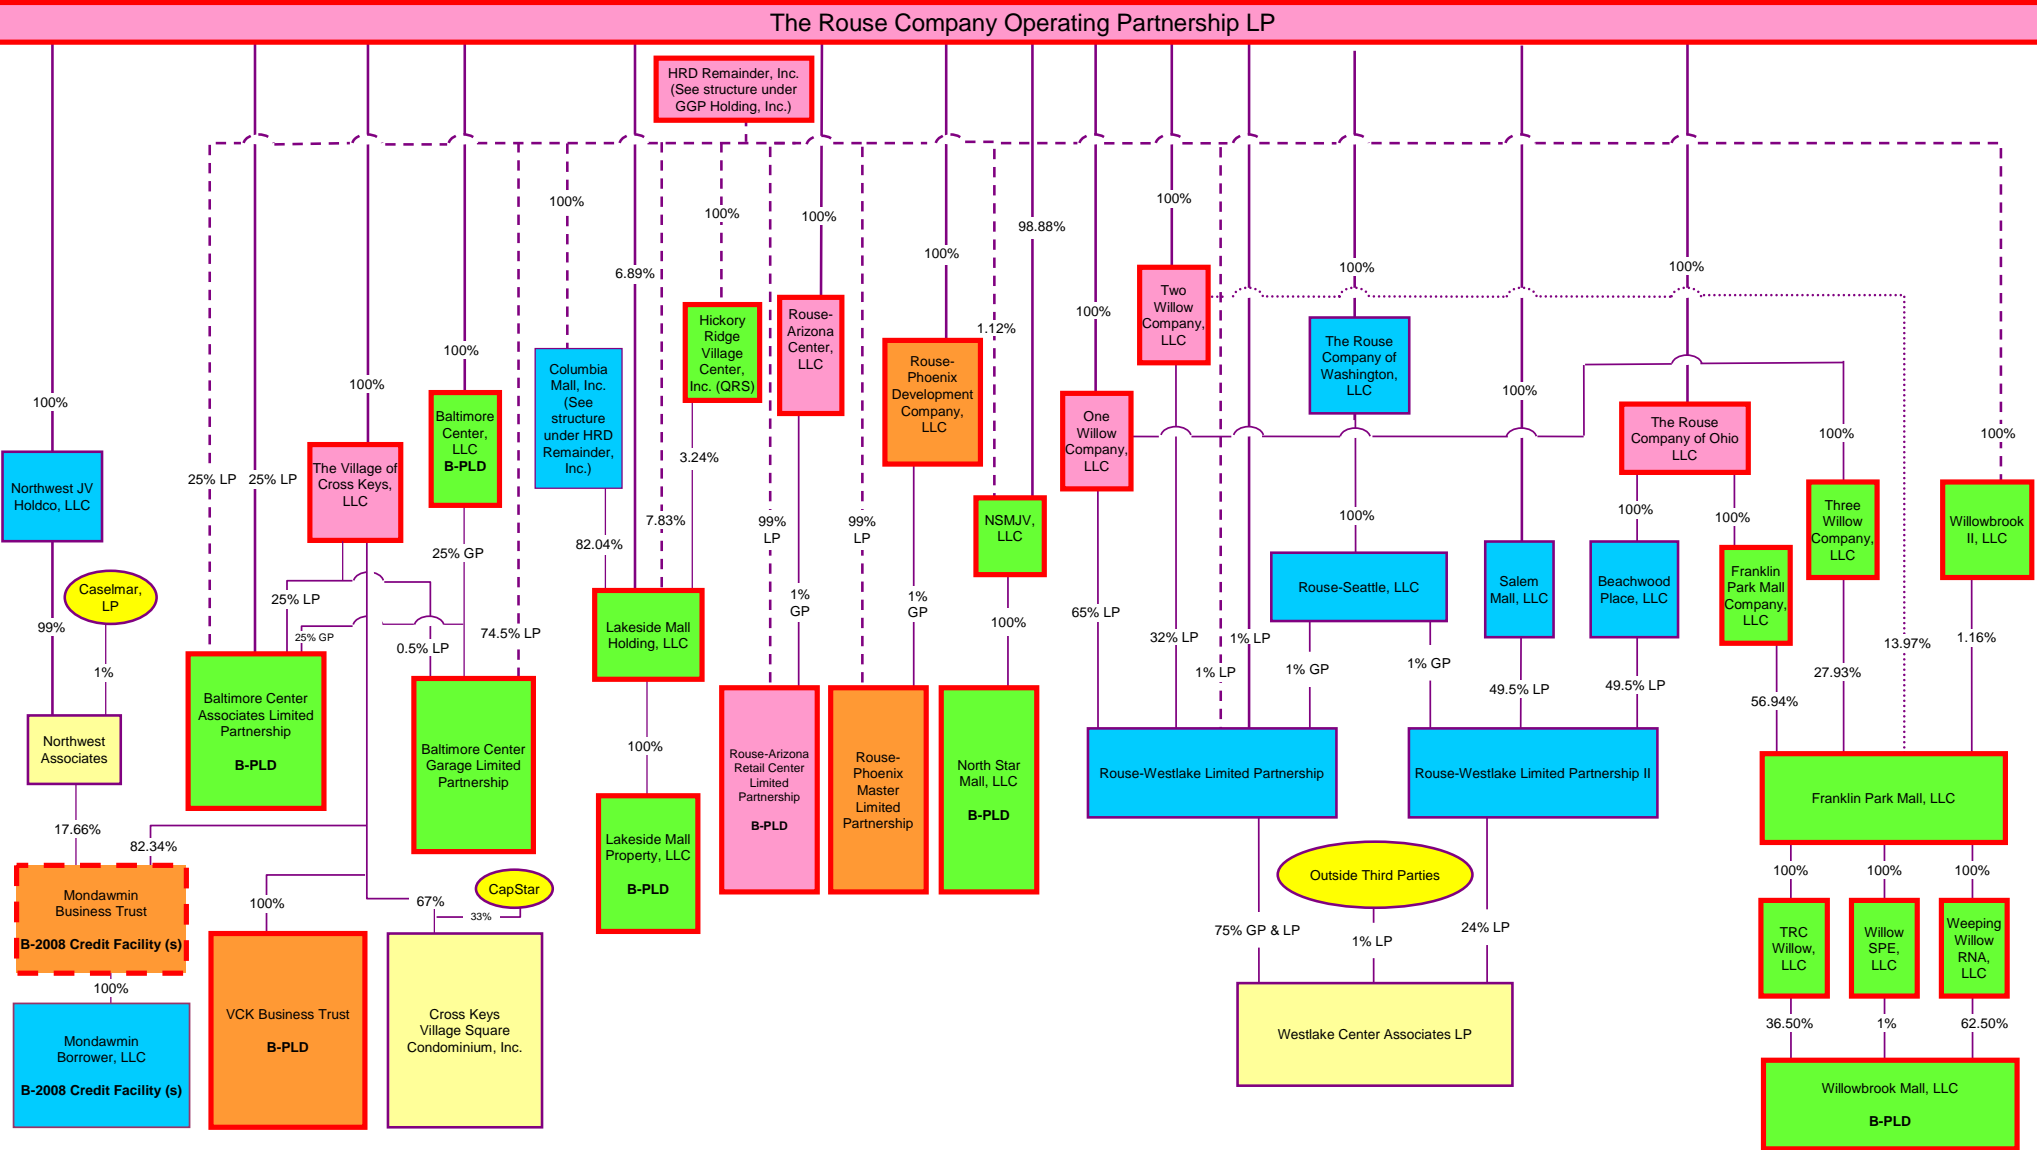 The Rouse Company Operating Partnership LP
HRD Remainder, Inc.
(See structure under
GGP Holding, Inc.)
100%
100%
100%
100%
98.88%
100%
6.89%
100%
100%
100%
Two
Willow
Company,
LLC
Hickory
Ridge
Village
Center,
Inc. (QRS)
Rouse-
Arizona
Center,
LLC
100%
1.12%
The Rouse
Company of
Washington,
LLC
100%
Rouse-
Phoenix
Development
Company,
LLC
Columbia
Mall, Inc.
(See
structure
under HRD
Remainder,
Inc.)
100%
100%
100%
Baltimore
Center,
LLC
B-PLD
One
Willow
Company,
LLC
The Rouse
Company of Ohio
LLC
100%
100%
The Village of
Cross Keys,
LLC
Northwest JV
Holdco, LLC
25% LP
25% LP
3.24%
Three
Willow
Company,
LLC
Willowbrook
II, LLC
7.83%
99%
LP
99%
LP
NSMJV,
LLC
100%
100%
100%
25% GP
82.04%
Franklin
Park Mall
Company,
LLC
Caselmar,
LP
25% LP
Rouse-Seattle, LLC
Salem
Mall, LLC
Beachwood
Place, LLC
1%
GP
1%
GP
99%
25% GP
0.5% LP
74.5% LP
Lakeside Mall
Holding, LLC
100%
65% LP
32% LP
1% LP
13.97%
1.16%
1%
1% LP
1% GP
1% GP
27.93%
49.5% LP
49.5% LP
56.94%
Baltimore Center
Associates Limited
Partnership
B-PLD
Northwest
Associates
Baltimore Center
Garage Limited
Partnership
100%
Rouse-Arizona
Retail Center
Limited
Partnership
B-PLD
Rouse-
Phoenix
Master
Limited
Partnership
North Star
Mall, LLC
B-PLD
Rouse-Westlake Limited Partnership
Rouse-Westlake Limited Partnership II
Franklin Park Mall, LLC
17.66%
82.34%
Lakeside Mall
Property, LLC
B-PLD
Mondawmin
Business Trust
B-2008 Credit Facility (s)
100%
67%
CapStar
33%
Outside Third Parties
100%
100%
100%
75% GP & LP
1% LP
24% LP
TRC
Willow,
LLC
Willow
SPE,
LLC
Weeping
Willow
RNA,
LLC
100%
Mondawmin
Borrower, LLC
B-2008 Credit Facility (s)
VCK Business Trust
B-PLD
Cross Keys
Village Square
Condominium, Inc.
Westlake Center Associates LP
36.50%
1%
62.50%
Willowbrook Mall, LLC
B-PLD